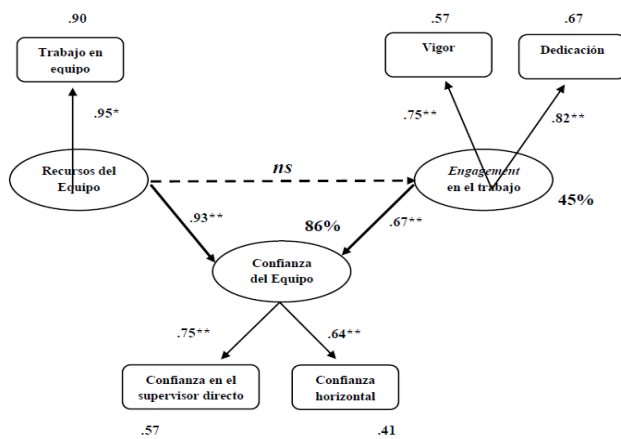 .90
.57
.67
Trabajo en
equipo
Vigor
Dedicación
.95*
.75**
.82**
Recursos del
Equipo
ns
Engagement
en el trabajo
45%
.93**
86%
.67**
Confianza
del Equipo
.75**
.64**
Confianza en el
supervisor directo
Confianza
horizontal
.57
.41